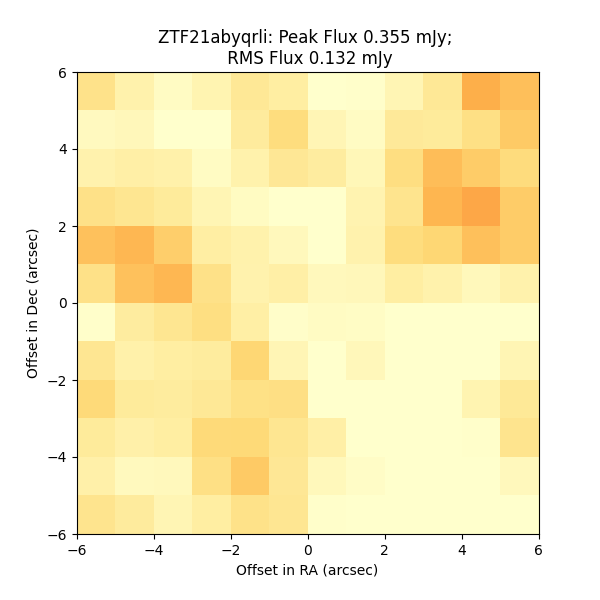 ZTF21abyqrli: Peak Flux 0.355 mJy;
RMS Flux 0.132 mJy
6
4
2
0
−2
−4
−6
Offset in Dec (arcsec)
−6 −4 −2 0 2 4 6
Offset in RA (arcsec)